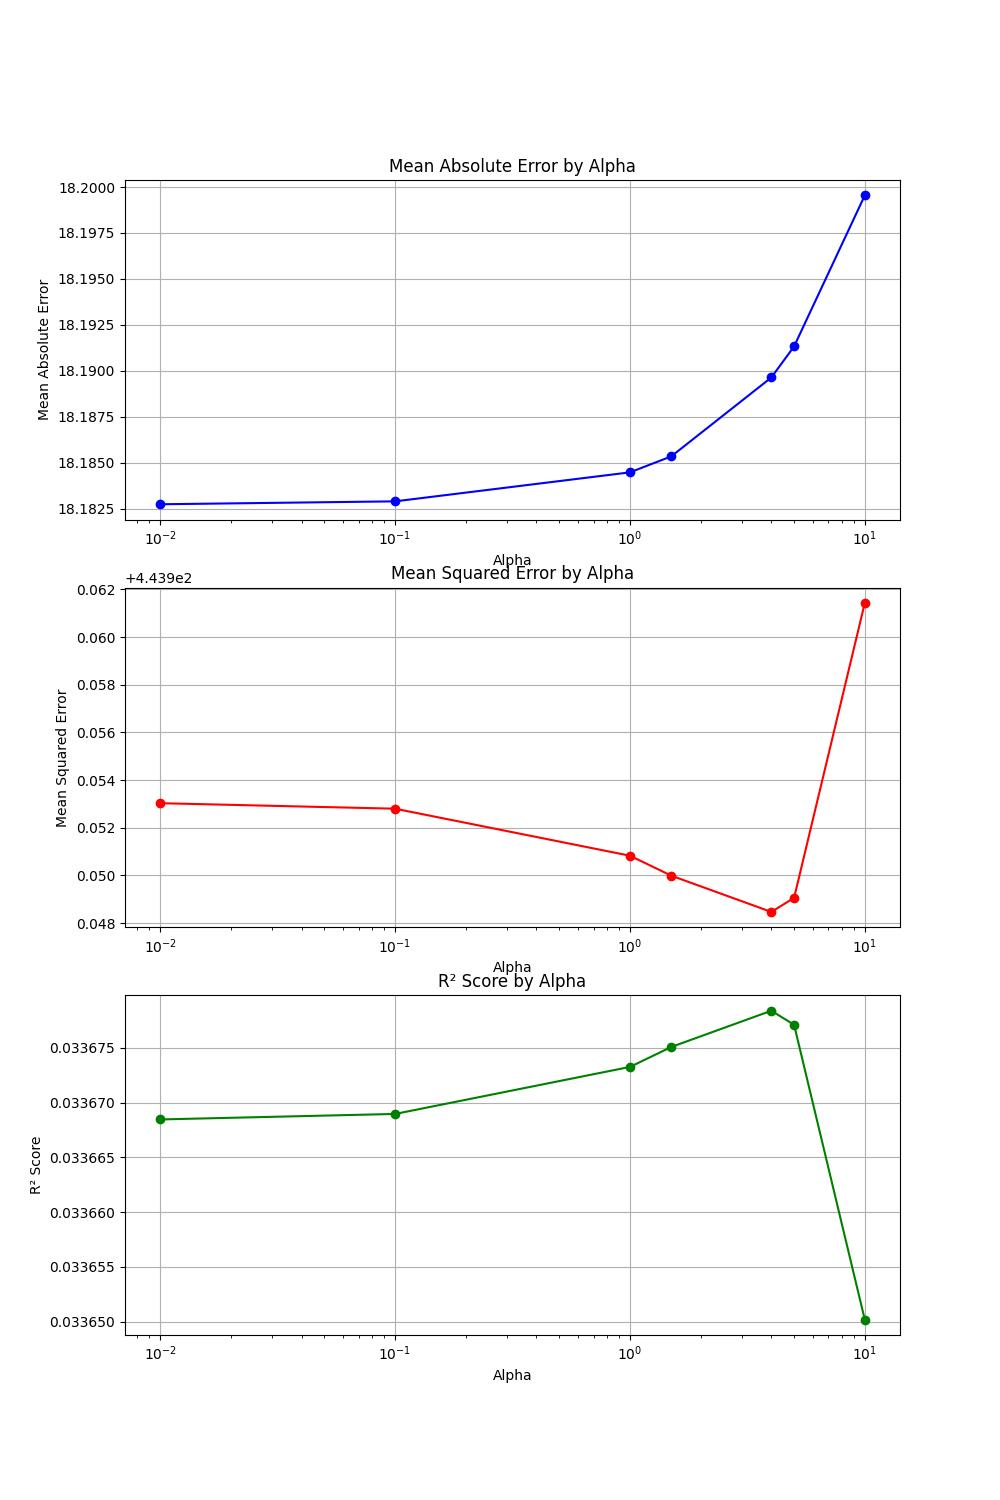 Mean Absolute Error by Alpha
18.2000
18.1975
18.1950
18.1925
18.1900
18.1875
18.1850
18.1825
Mean Absolute Error
10⁻² 10⁻¹ 10⁰ 10¹
Alpha
Mean Squared Error by Alpha
+4.439e2
0.062
0.060
0.058
0.056
0.054
0.052
0.050
0.048
Mean Squared Error
10⁻² 10⁻¹ 10⁰ 10¹
Alpha
R² Score by Alpha
0.033675
0.033670
0.033665
0.033660
0.033655
0.033650
R² Score
10⁻² 10⁻¹ 10⁰ 10¹
Alpha